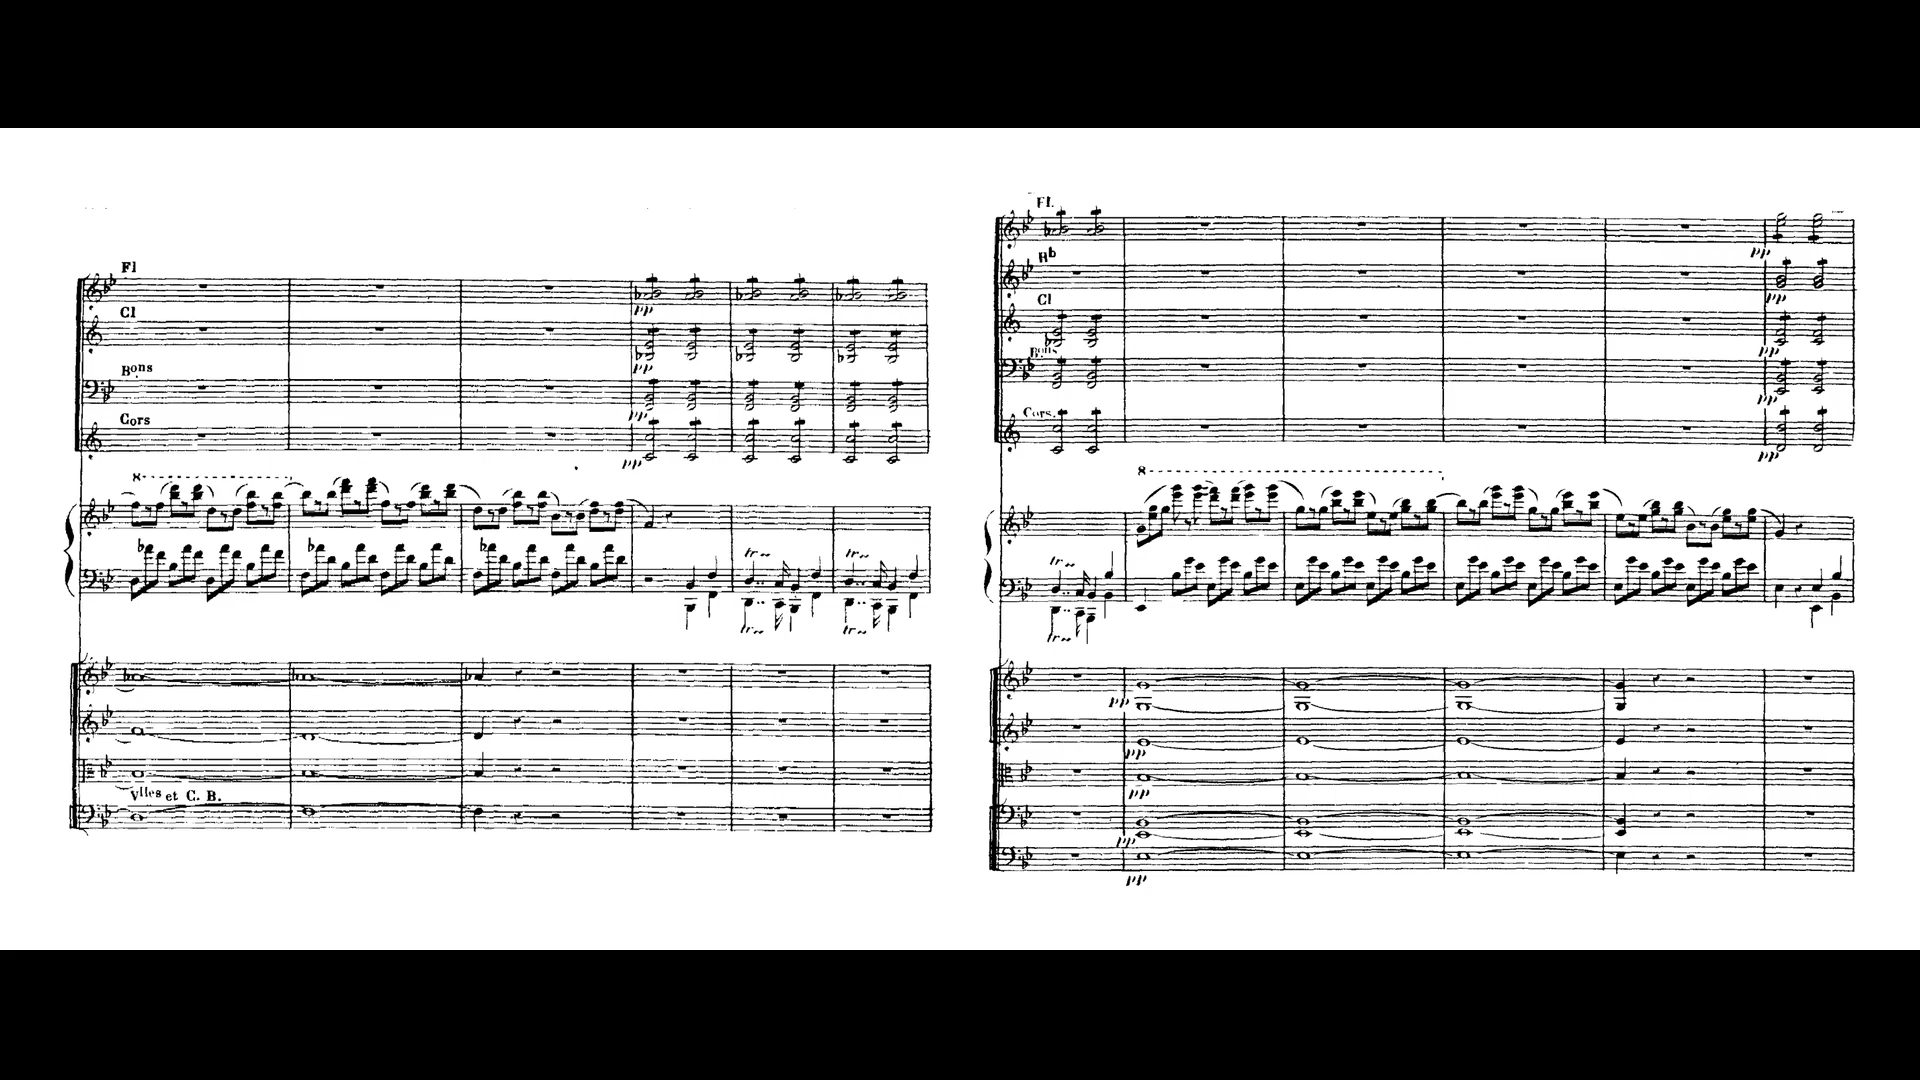 Fl
Cl
pp
pp
Bons
pp
Cors
pp
8
tr
tr
tr
tr
Vlles et C. B.
Fl.
pp
Hb
pp
Cl
pp
Bons
pp
Cors.
pp
8
tr
tr
pp
pp
pp
pp
pp